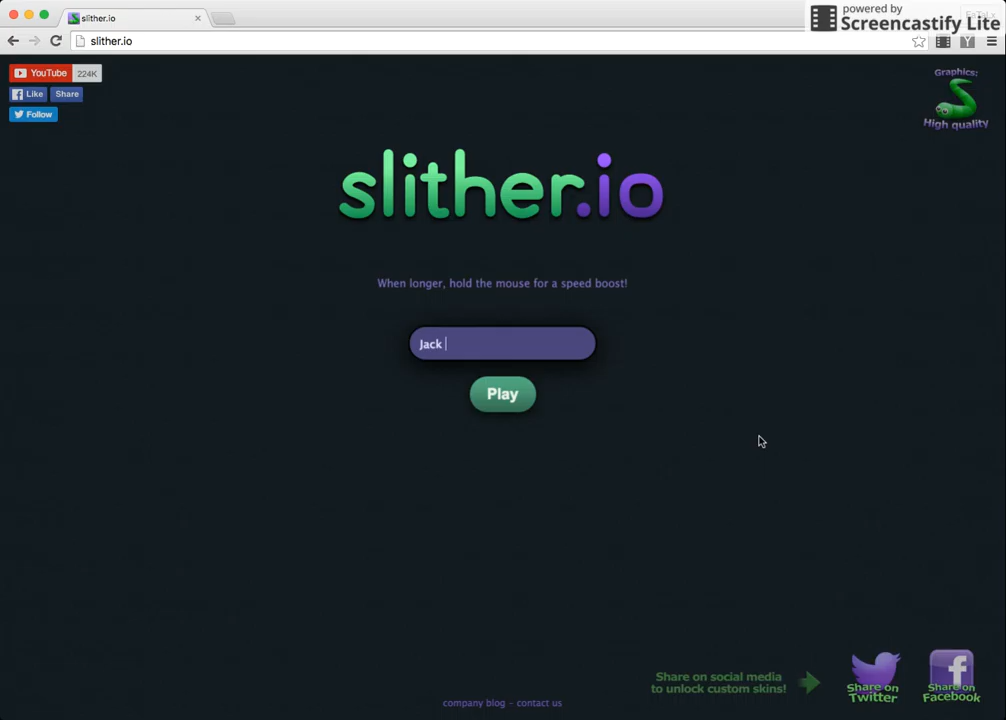 slither.io
powered by
Screencastify Lite
slither.io
YouTube 224K
Like Share
Follow
Graphics:
High quality
slither.io
When longer, hold the mouse for a speed boost!
Jack
Play
Share on social media
to unlock custom skins!
Share on
Twitter
Share on
Facebook
company blog - contact us